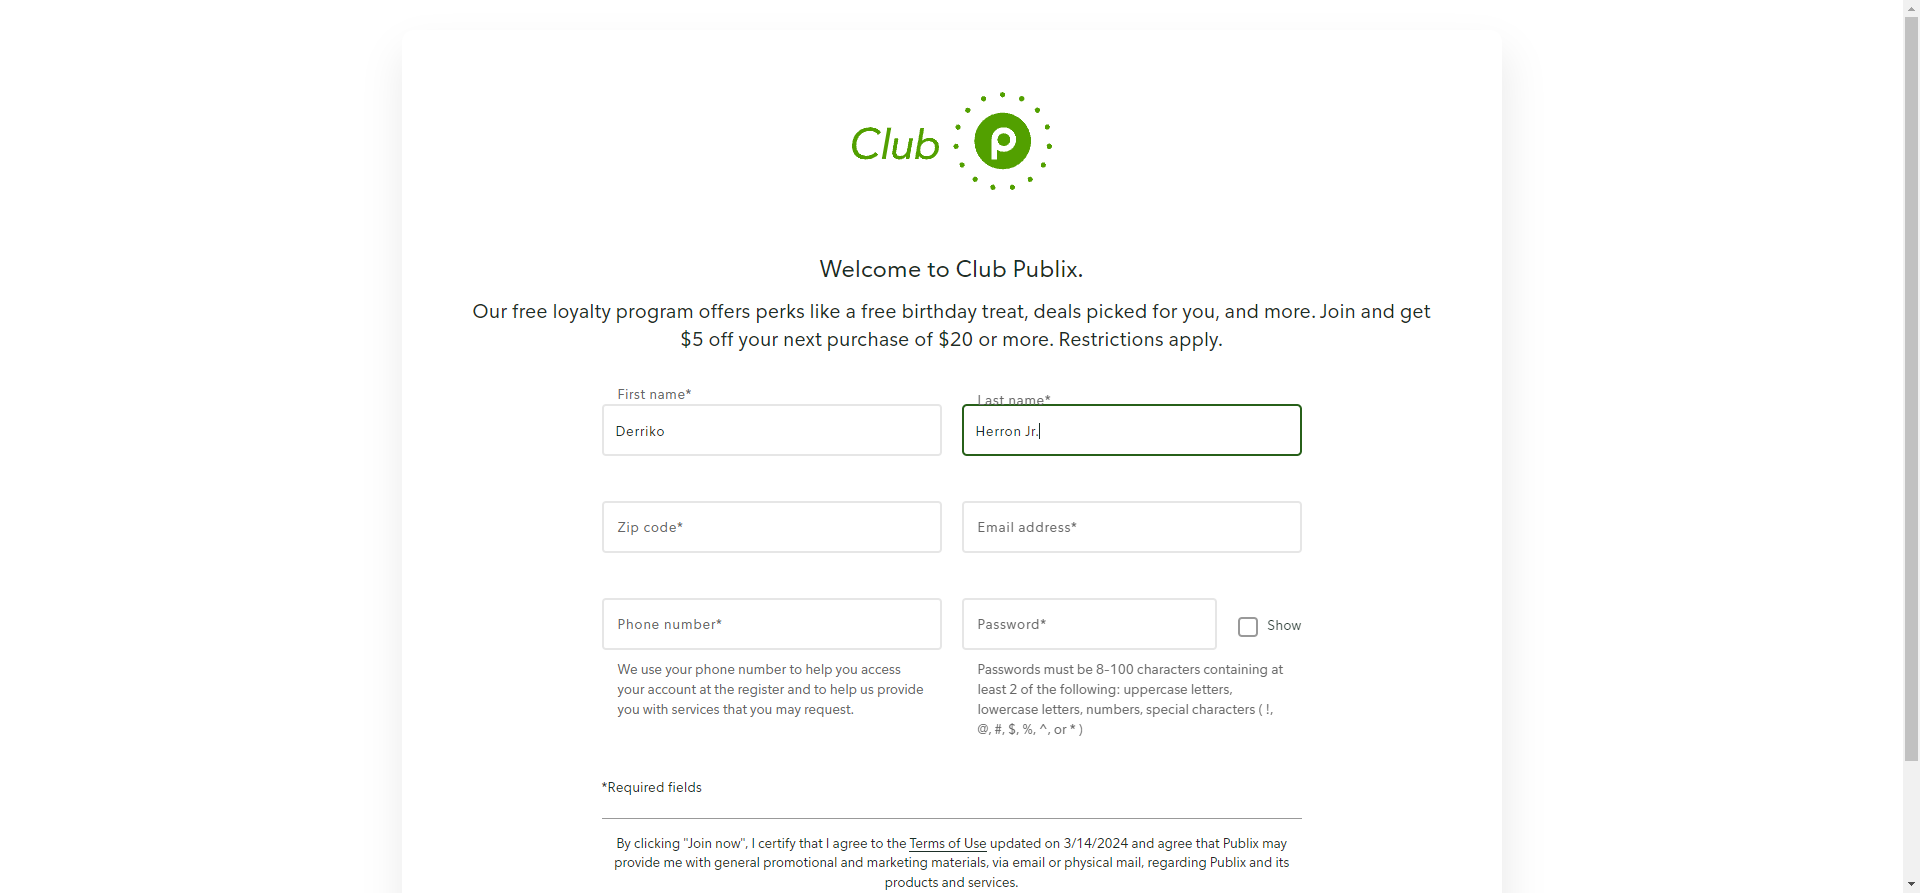 Club P
Welcome to Club Publix.
Our free loyalty program offers perks like a free birthday treat, deals picked for you, and more. Join and get
$5 off your next purchase of $20 or more. Restrictions apply.
First name* Last name*
Derriko Herron Jr.
Zip code* Email address*
Phone number* Password* Show
We use your phone number to help you access
your account at the register and to help us provide
you with services that you may request.
Passwords must be 8-100 characters containing at
least 2 of the following: uppercase letters,
lowercase letters, numbers, special characters ( !,
@, #, $, %, ^, or * )
*Required fields
By clicking "Join now", I certify that I agree to the Terms of Use updated on 3/14/2024 and agree that Publix may
provide me with general promotional and marketing materials, via email or physical mail, regarding Publix and its
products and services.